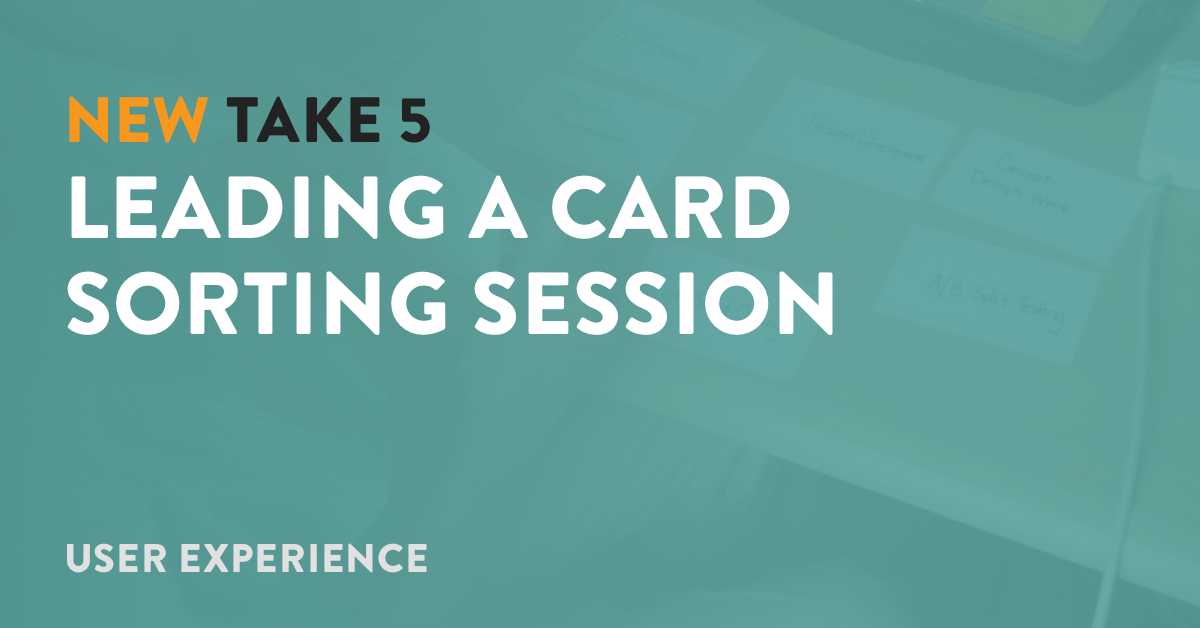 NEW TAKE 5
LEADING A CARD
SORTING SESSION
USER EXPERIENCE
Wireframing
Project
Management
Persona Development
Concept
Design Work
A/B Split Testing